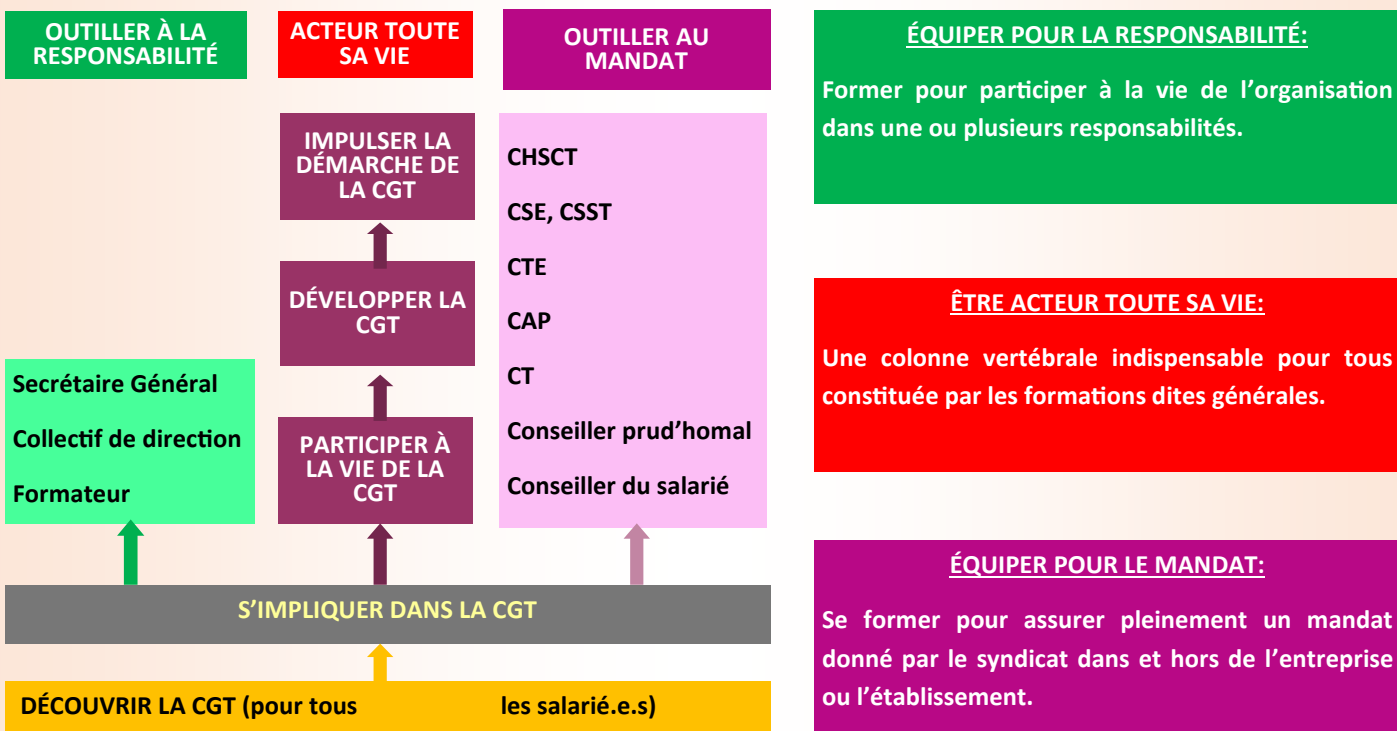 OUTILLER À LA
RESPONSABILITÉ
ACTEUR TOUTE
SA VIE
OUTILLER AU
MANDAT
IMPULSER LA
DÉMARCHE DE
LA CGT
DÉVELOPPER LA
CGT
PARTICIPER À
LA VIE DE LA
CGT
Secrétaire Général
Collectif de direction
Formateur
CHSCT
CSE, CSST
CTE
CAP
CT
Conseiller prud’homal
Conseiller du salarié
S’IMPLIQUER DANS LA CGT
DÉCOUVRIR LA CGT (pour tous les salarié.e.s)
ÉQUIPER POUR LA RESPONSABILITÉ:
Former pour participer à la vie de l’organisation
dans une ou plusieurs responsabilités.
ÊTRE ACTEUR TOUTE SA VIE:
Une colonne vertébrale indispensable pour tous
constituée par les formations dites générales.
ÉQUIPER POUR LE MANDAT:
Se former pour assurer pleinement un mandat
donné par le syndicat dans et hors de l’entreprise
ou l’établissement.